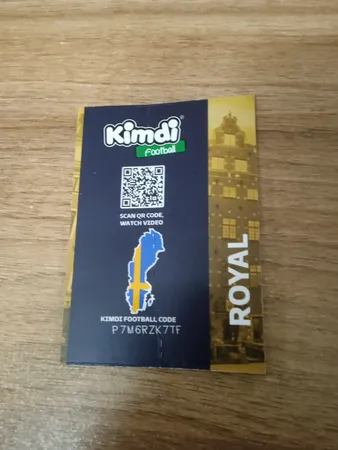 Kimdi®
Football
SCAN QR CODE,
WATCH VIDEO
KIMDI FOOTBALL CODE
P7M6RZK7TF
ROYAL